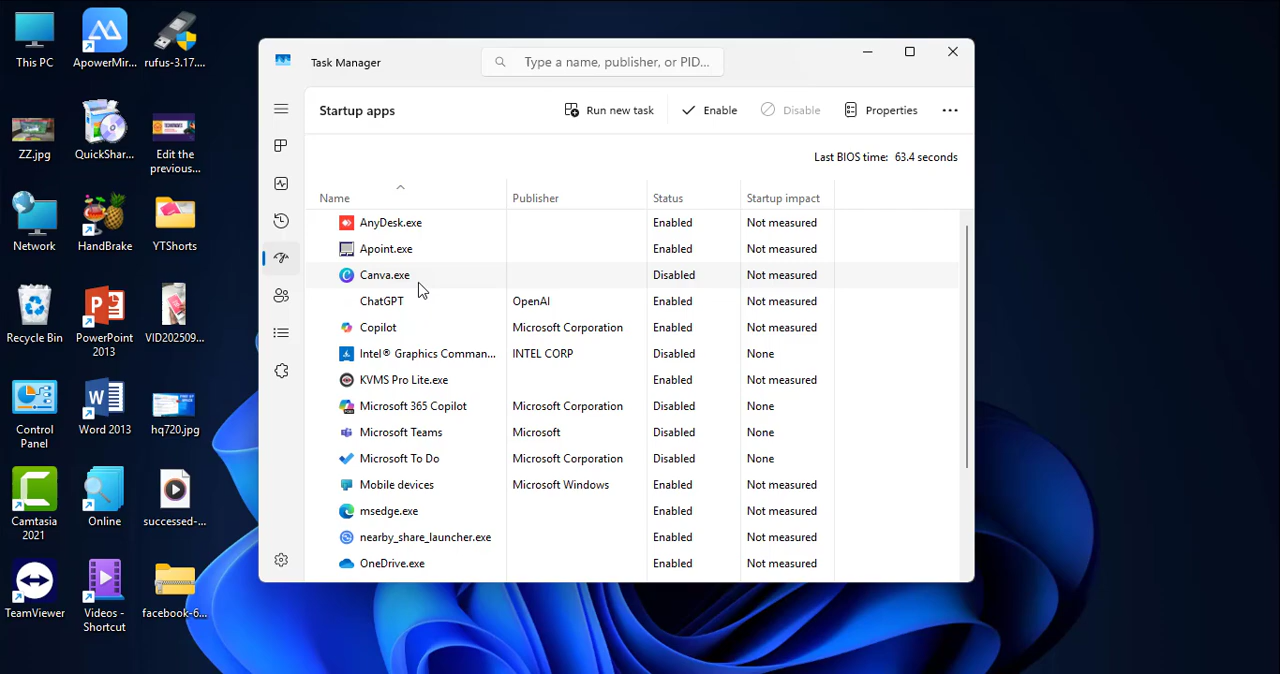 This PC
ApowerMir...
rufus-3.17....
ZZ.jpg
QuickShar...
Edit the
previous...
Network
HandBrake
YTShorts
Recycle Bin
PowerPoint
2013
VID202509...
Control
Panel
Word 2013
hq720.jpg
Camtasia
2021
Online
successed-...
TeamViewer
Videos -
Shortcut
facebook-6...
Task Manager
Type a name, publisher, or PID...
Startup apps
Run new task
Enable
Disable
Properties
Last BIOS time: 63.4 seconds
Name Publisher Status Startup impact
AnyDesk.exe Enabled Not measured
Apoint.exe Enabled Not measured
Canva.exe Disabled Not measured
ChatGPT OpenAI Enabled Not measured
Copilot Microsoft Corporation Enabled Not measured
Intel® Graphics Comman... INTEL CORP Disabled None
KVMS Pro Lite.exe Enabled Not measured
Microsoft 365 Copilot Microsoft Corporation Disabled None
Microsoft Teams Microsoft Disabled None
Microsoft To Do Microsoft Corporation Disabled None
Mobile devices Microsoft Windows Enabled Not measured
msedge.exe Enabled Not measured
nearby_share_launcher.exe Enabled Not measured
OneDrive.exe Enabled Not measured